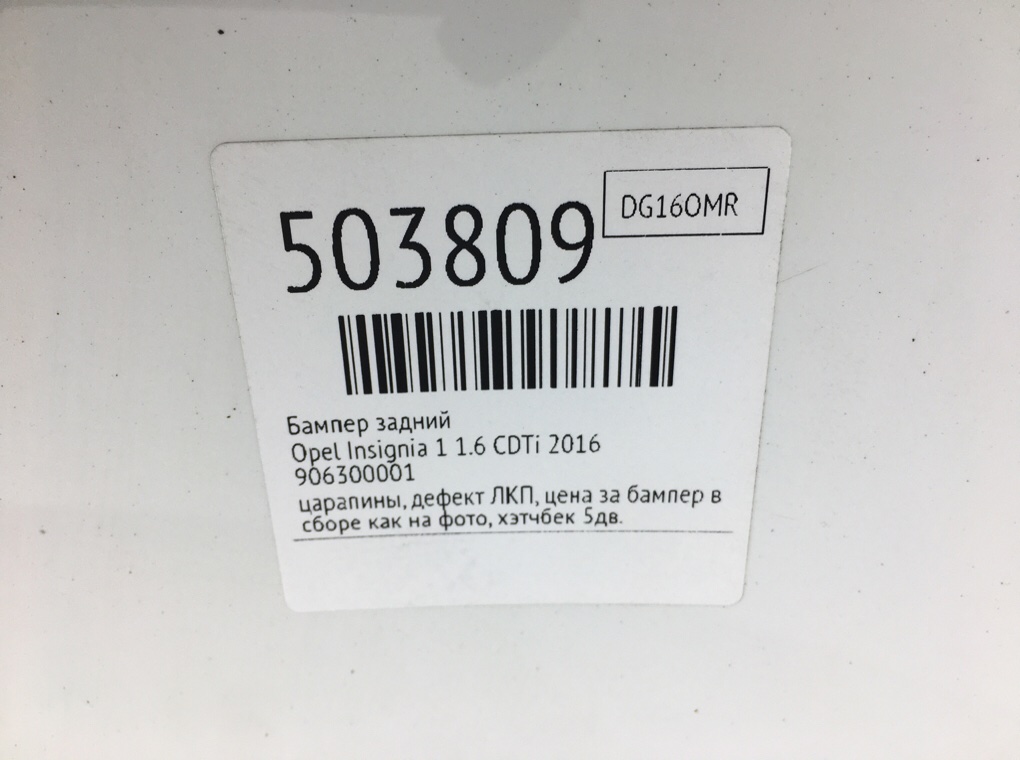 503809
DG16OMR
Бампер задний
Opel Insignia 1 1.6 CDTi 2016
906300001
царапины, дефект ЛКП, цена за бампер в
сборе как на фото, хэтчбек 5дв.